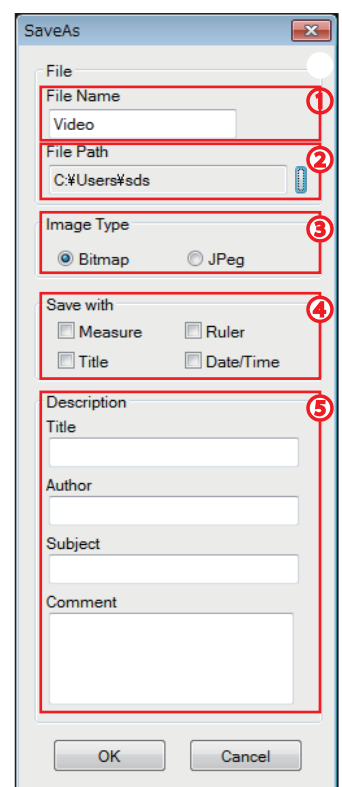 SaveAs
File
File Name
①
Video
File Path
②
C:¥Users¥sds
Image Type
③
Bitmap JPeg
Save with
④
Measure Ruler
Title Date/Time
Description
⑤
Title
Author
Subject
Comment
OK Cancel